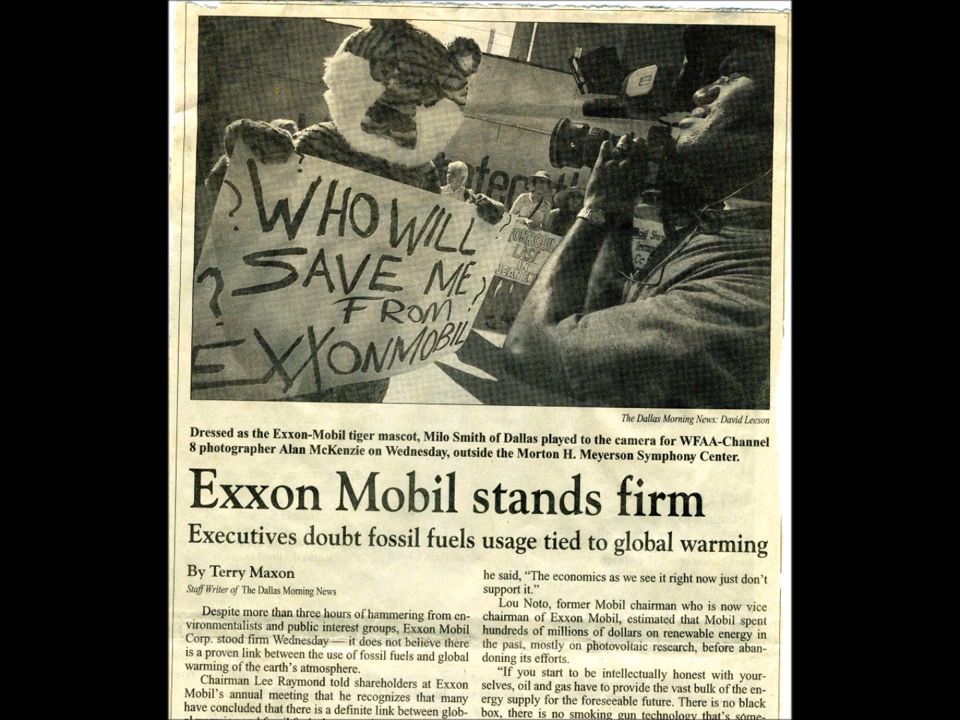 ? WHO WILL
? SAVE ME ?
FROM
EXXONMOBIL
The Dallas Morning News: David Leeson
Dressed as the Exxon-Mobil tiger mascot, Milo Smith of Dallas played to the camera for WFAA-Channel
8 photographer Alan McKenzie on Wednesday, outside the Morton H. Meyerson Symphony Center.
Exxon Mobil stands firm
Executives doubt fossil fuels usage tied to global warming
By Terry Maxon
Staff Writer of The Dallas Morning News
Despite more than three hours of hammering from en-
vironmentalists and public interest groups, Exxon Mobil
Corp. stood firm Wednesday — it does not believe there
is a proven link between the use of fossil fuels and global
warming of the earth's atmosphere.
Chairman Lee Raymond told shareholders at Exxon
Mobil's annual meeting that he recognizes that many
have concluded that there is a definite link between glob-
he said, “The economics as we see it right now just don't
support it.”
Lou Noto, former Mobil chairman who is now vice
chairman of Exxon Mobil, estimated that Mobil spent
hundreds of millions of dollars on renewable energy in
the past, mostly on photovoltaic research, before aban-
doning its efforts.
“If you start to be intellectually honest with your-
selves, oil and gas have to provide the vast bulk of the en-
ergy supply for the foreseeable future. There is no black
box, there is no smoking gun technology that's some-